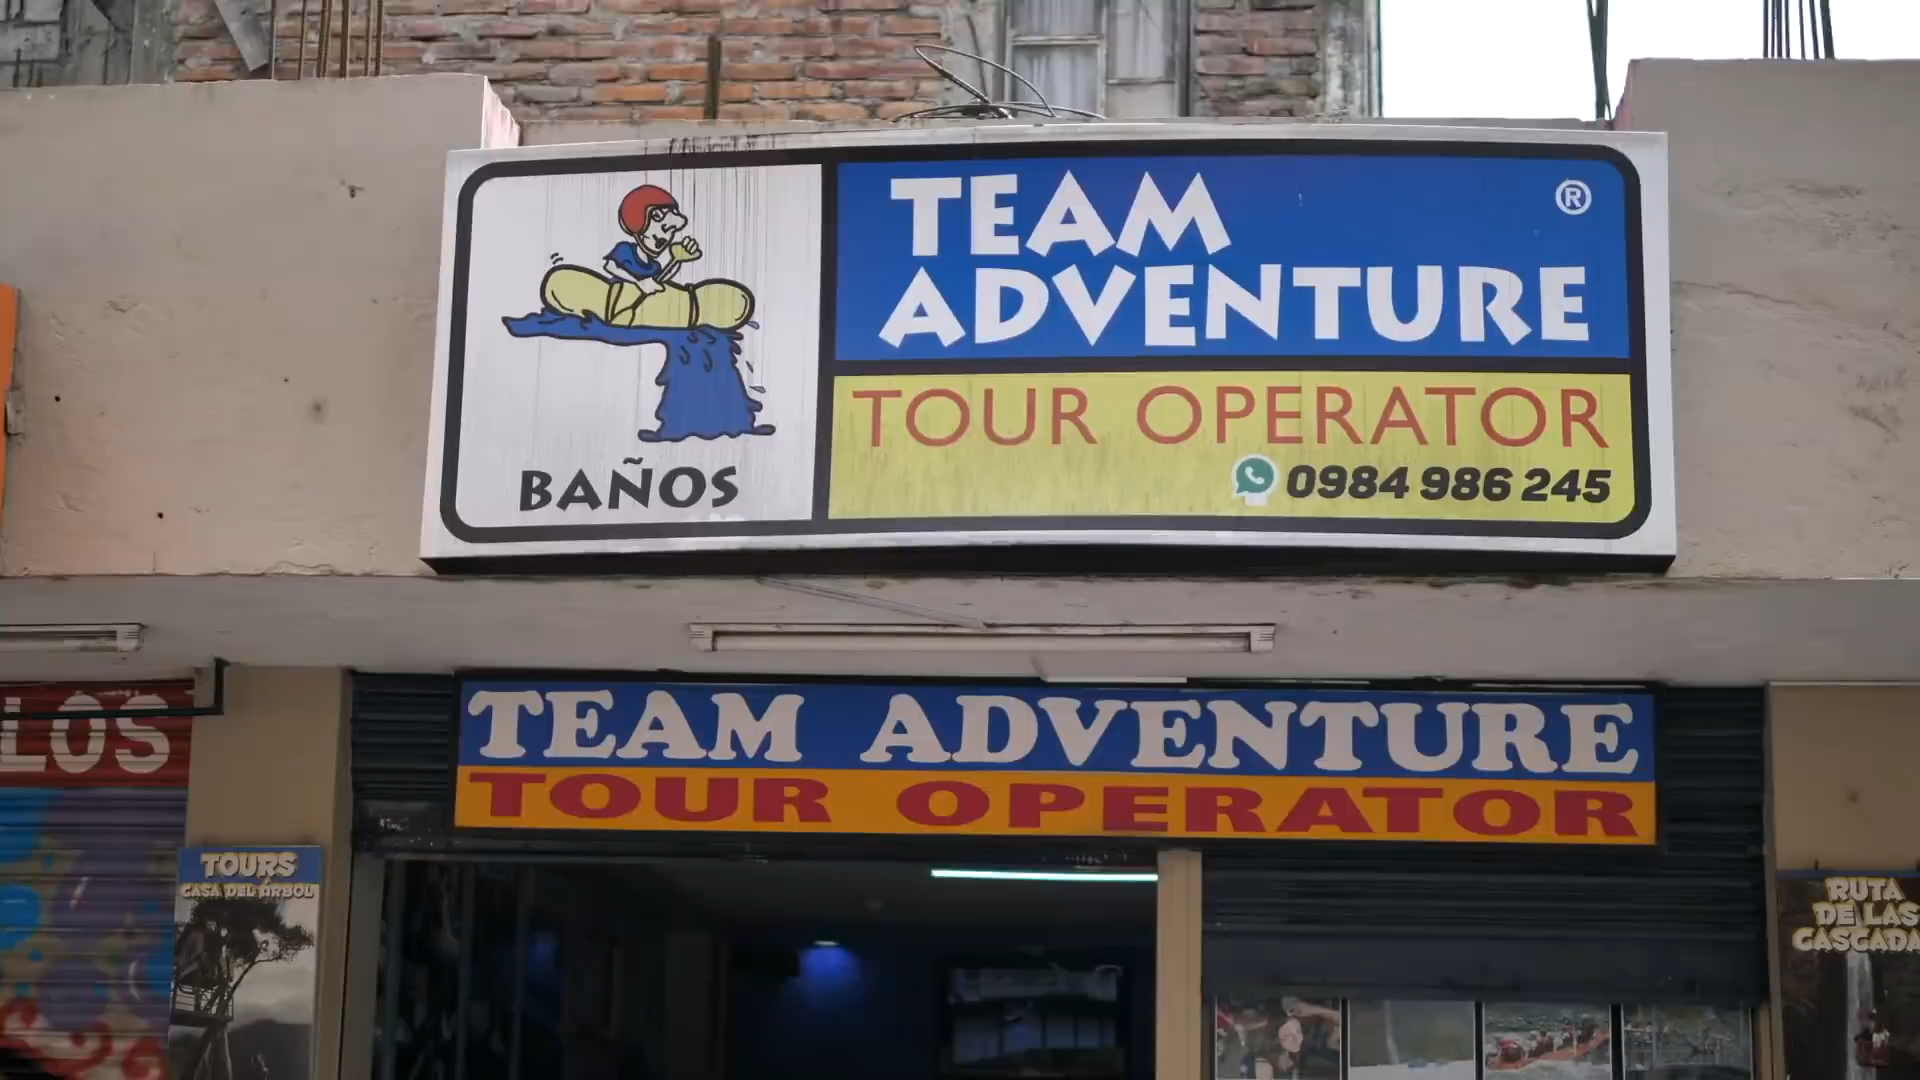 TEAM
ADVENTURE
®
TOUR OPERATOR
0984 986 245
BAÑOS
TEAM ADVENTURE
TOUR OPERATOR
LOS
TOURS
CASA DEL ÁRBOL
RUTA
DE LAS
CASCADA